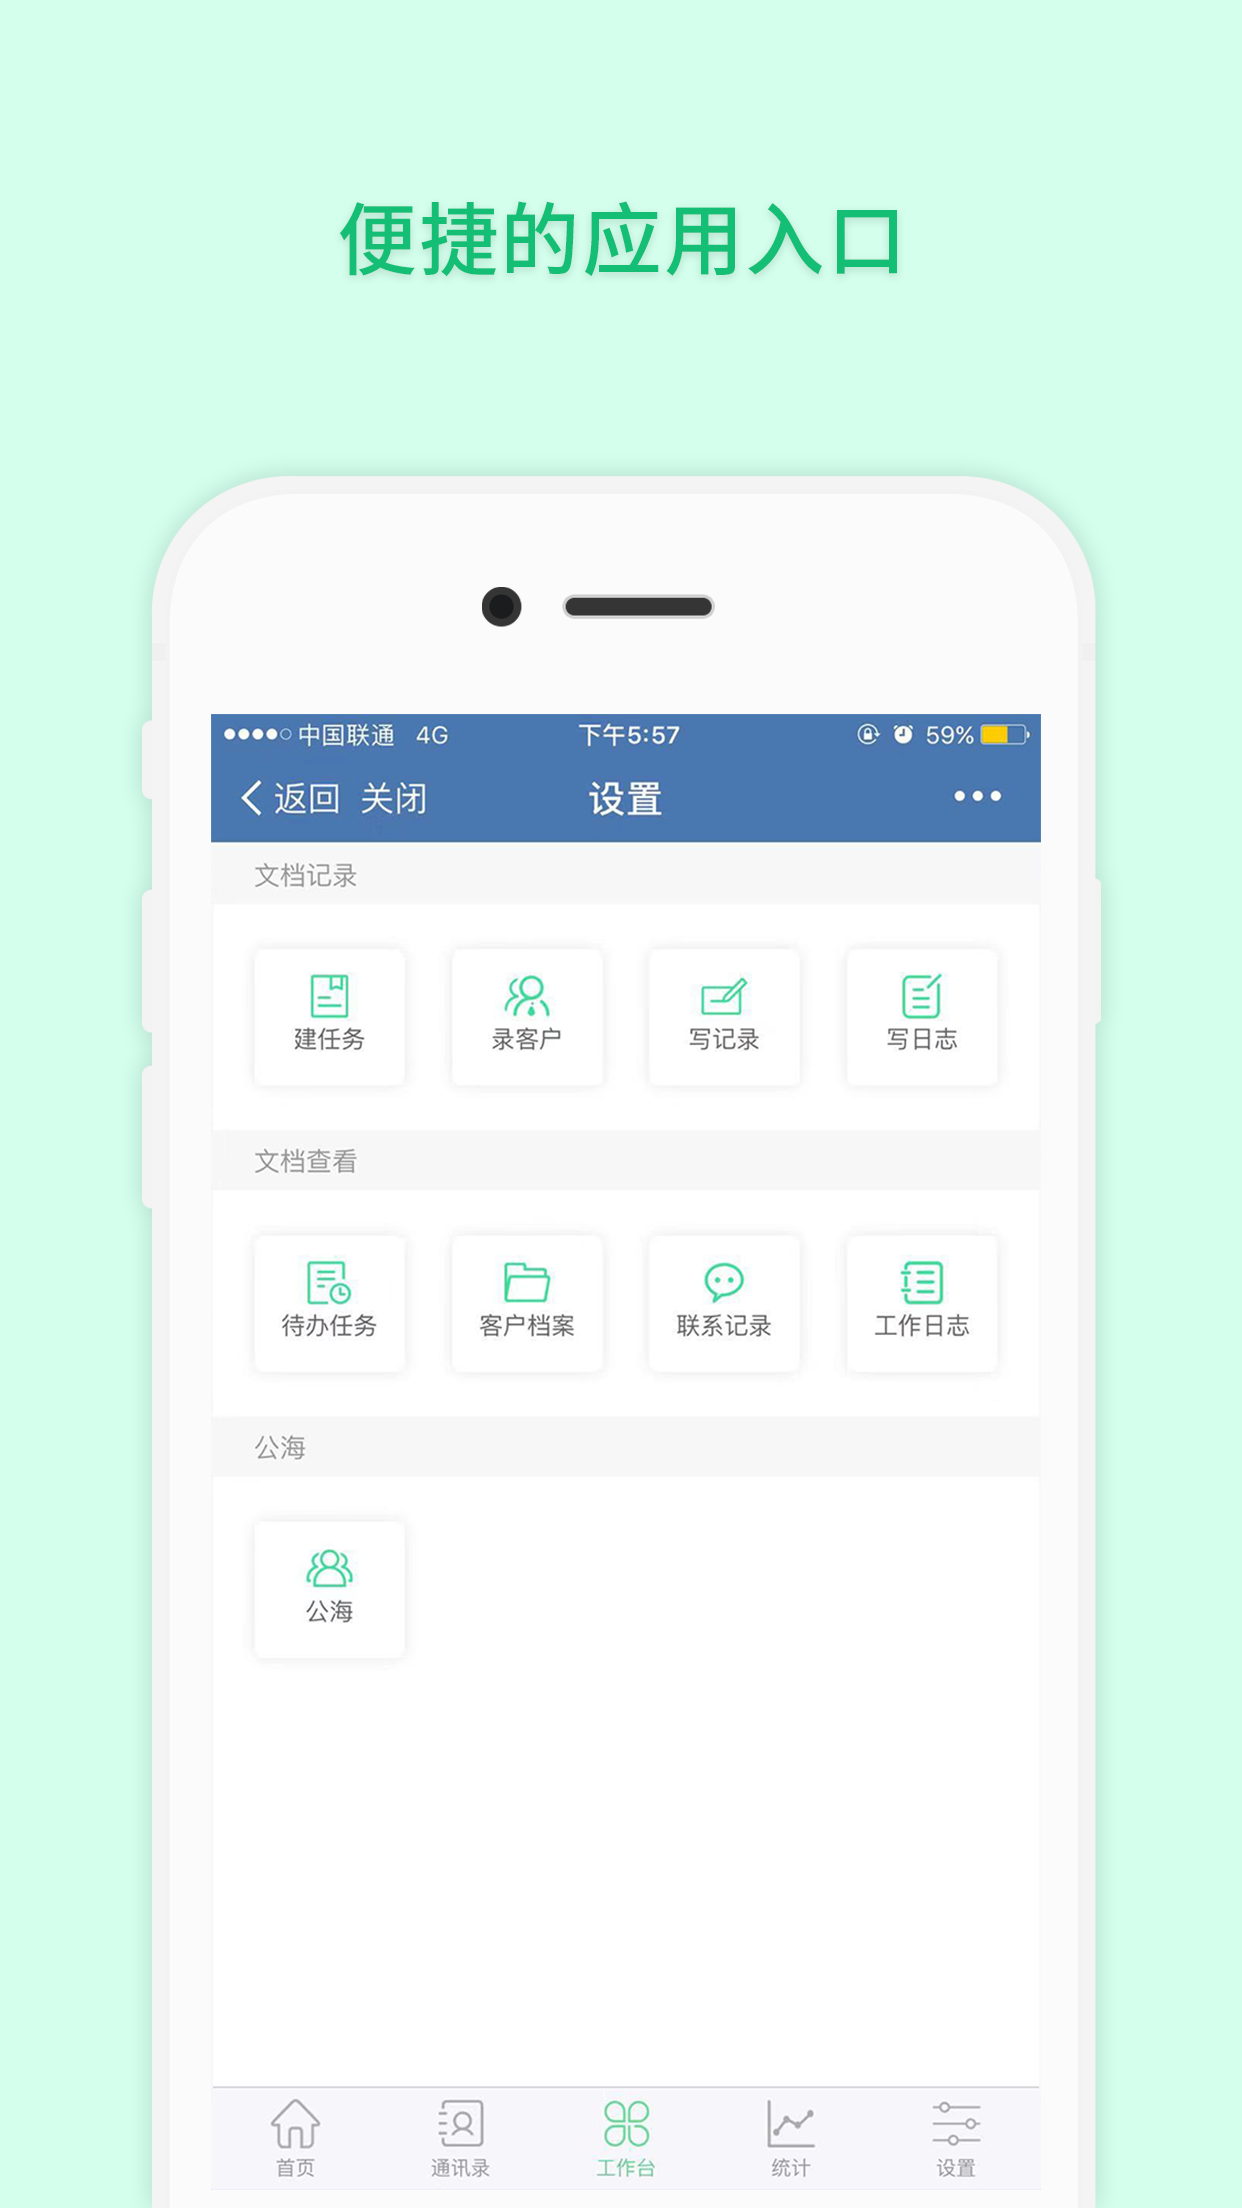 便捷的应用入口
中国联通 4G 下午5:57 59%
返回 关闭 设置
文档记录
建任务 录客户 写记录 写日志
文档查看
待办任务 客户档案 联系记录 工作日志
公海
公海
首页 通讯录 工作台 统计 设置